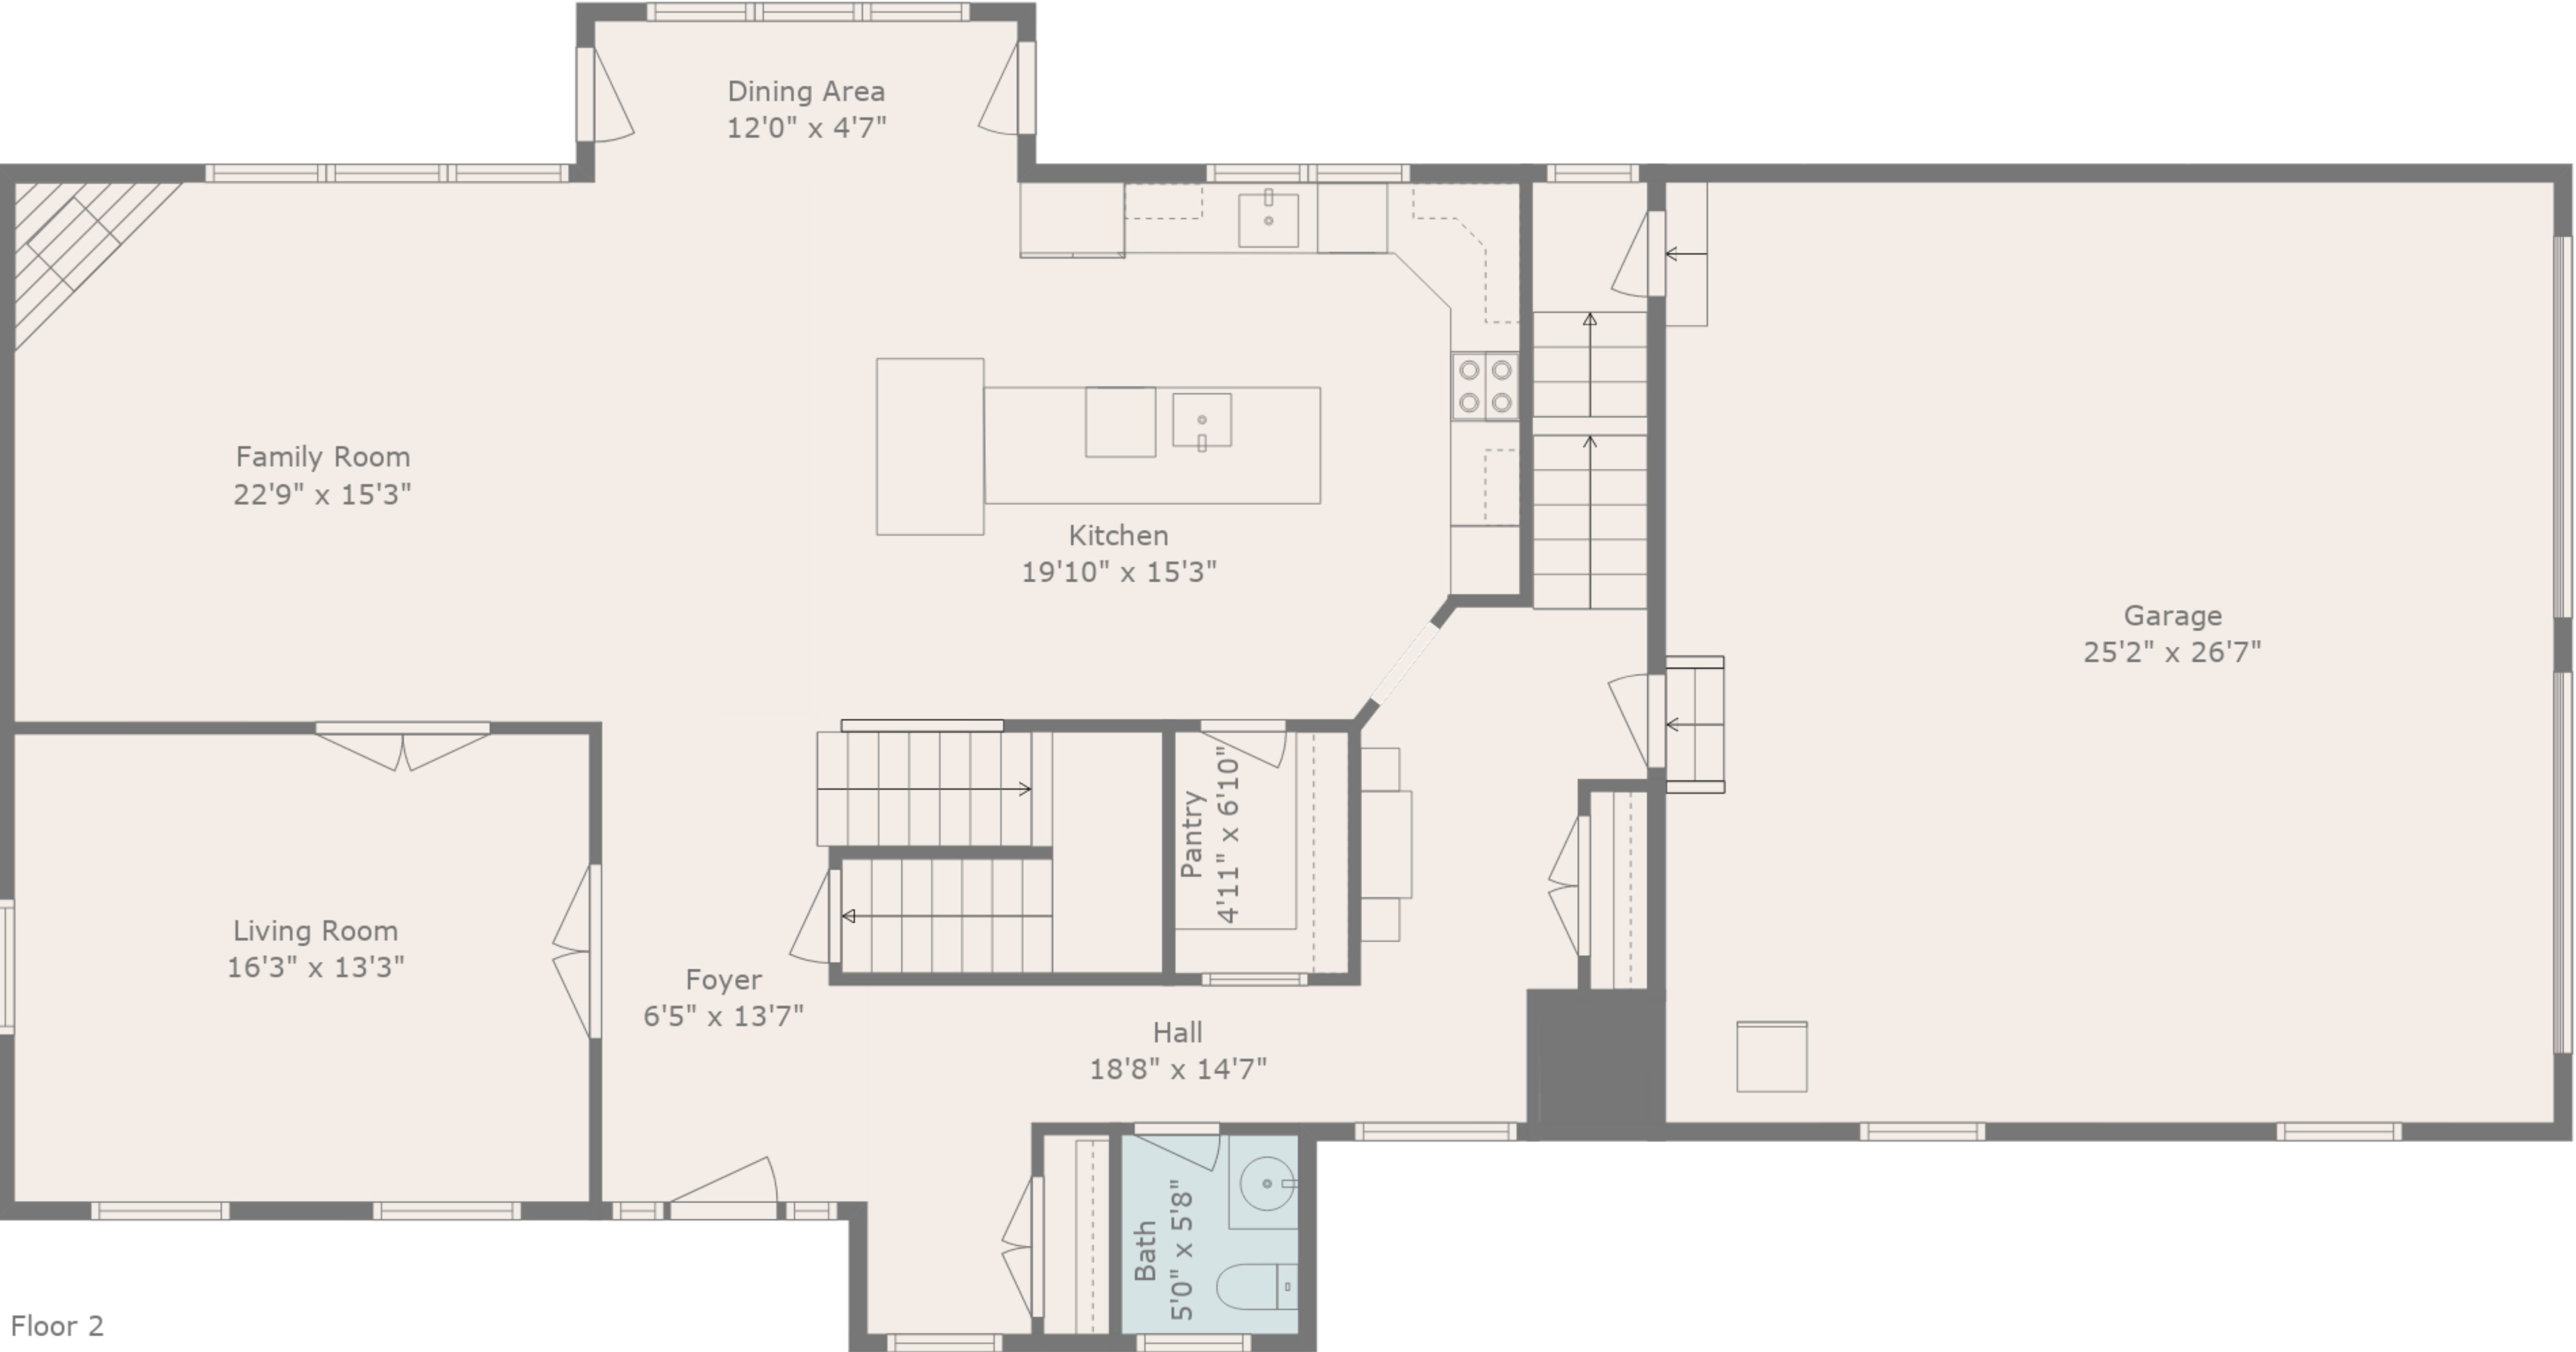 Dining Area
12'0" x 4'7"
Family Room
22'9" x 15'3"
Kitchen
19'10" x 15'3"
Garage
25'2" x 26'7"
Pantry
4'11" x 6'10"
Living Room
16'3" x 13'3"
Foyer
6'5" x 13'7"
Hall
18'8" x 14'7"
Bath
5'0" x 5'8"
Floor 2